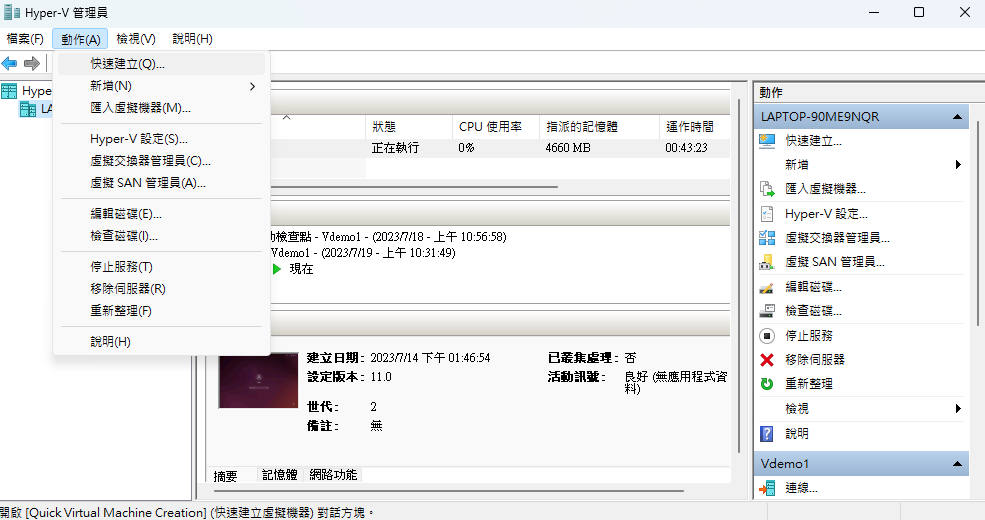 Hyper-V 管理員
檔案(F) 動作(A) 檢視(V) 說明(H)
快速建立(Q)...
新增(N)
匯入虛擬機器(M)...
Hyper-V 設定(S)...
虛擬交換器管理員(C)...
虛擬 SAN 管理員(A)...
編輯磁碟(E)...
檢查磁碟(I)...
停止服務(T)
移除伺服器(R)
重新整理(F)
說明(H)
Hype
LA
狀態 CPU 使用率 指派的記憶體 運作時間
正在執行 0% 4660 MB 00:43:23
檢查點 - Vdemo1 - (2023/7/18 - 上午 10:56:58)
Vdemo1 - (2023/7/19 - 上午 10:31:49)
現在
建立日期: 2023/7/14 下午 01:46:54 已叢集處理: 否
設定版本: 11.0 活動訊號: 良好 (無應用程式資
料)
世代: 2
備註: 無
摘要 記憶體 網路功能
動作
LAPTOP-90ME9NQR
快速建立...
新增
匯入虛擬機器...
Hyper-V 設定...
虛擬交換器管理員...
虛擬 SAN 管理員...
編輯磁碟...
檢查磁碟...
停止服務
移除伺服器
重新整理
檢視
說明
Vdemo1
連線...
開啟 [Quick Virtual Machine Creation] (快速建立虛擬機器) 對話方塊。